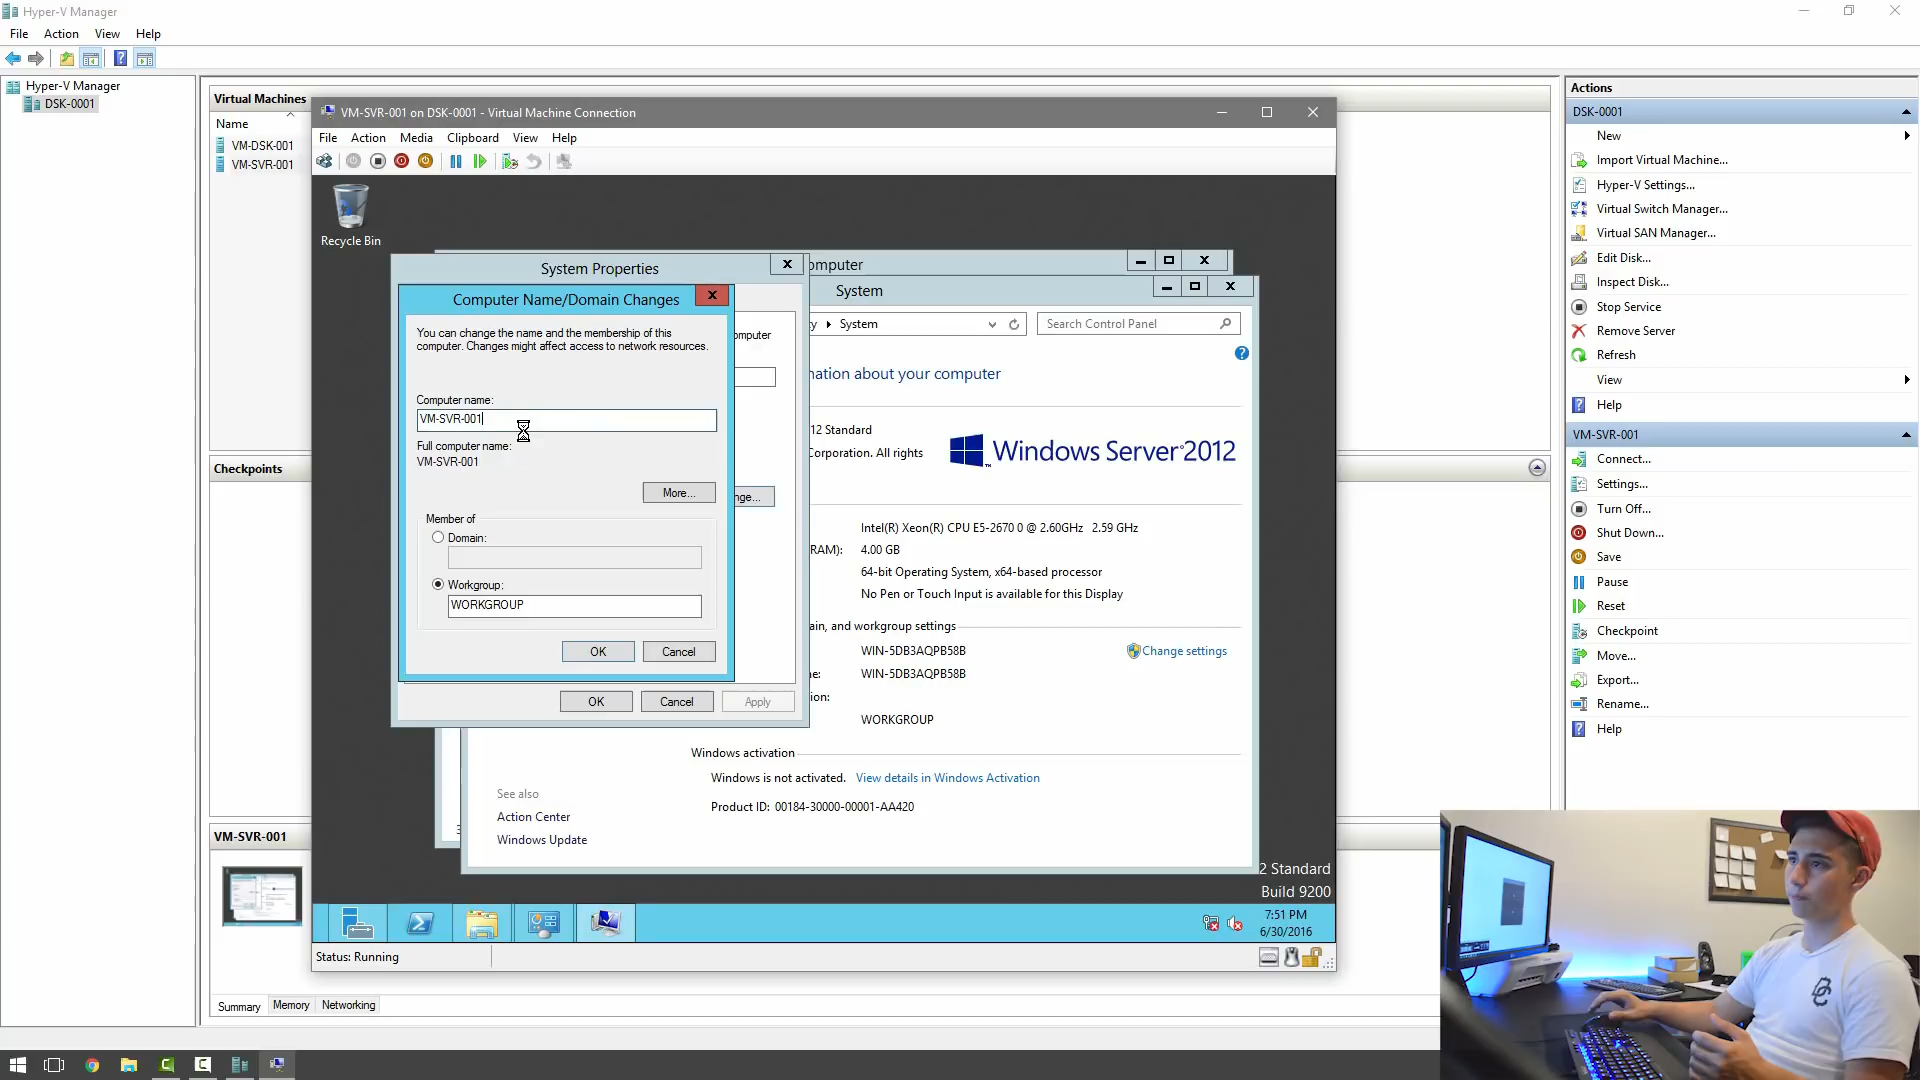 Hyper-V Manager
File Action View Help
Hyper-V Manager
DSK-0001
Virtual Machines
Name
VM-DSK-001
VM-SVR-001
Checkpoints
VM-SVR-001
Summary Memory Networking
VM-SVR-001 on DSK-0001 - Virtual Machine Connection
File Action Media Clipboard View Help
Recycle Bin
System Properties
Computer Name/Domain Changes
You can change the name and the membership of this
computer. Changes might affect access to network resources.
Computer name:
VM-SVR-001
Full computer name:
VM-SVR-001
More...
Member of
Domain:
Workgroup:
WORKGROUP
OK Cancel
OK Cancel Apply
omputer
nge...
omputer
System
y System
Search Control Panel
nation about your computer
12 Standard
Corporation. All rights
Windows Server 2012
Intel(R) Xeon(R) CPU E5-2670 0 @ 2.60GHz 2.59 GHz
RAM): 4.00 GB
64-bit Operating System, x64-based processor
No Pen or Touch Input is available for this Display
ain, and workgroup settings
WIN-5DB3AQPB58B
Change settings
ne: WIN-5DB3AQPB58B
ion:
WORKGROUP
Windows activation
Windows is not activated. View details in Windows Activation
Product ID: 00184-30000-00001-AA420
See also
Action Center
Windows Update
2 Standard
Build 9200
7:51 PM
6/30/2016
Status: Running
Actions
DSK-0001
New
Import Virtual Machine...
Hyper-V Settings...
Virtual Switch Manager...
Virtual SAN Manager...
Edit Disk...
Inspect Disk...
Stop Service
Remove Server
Refresh
View
Help
VM-SVR-001
Connect...
Settings...
Turn Off...
Shut Down...
Save
Pause
Reset
Checkpoint
Move...
Export...
Rename...
Help